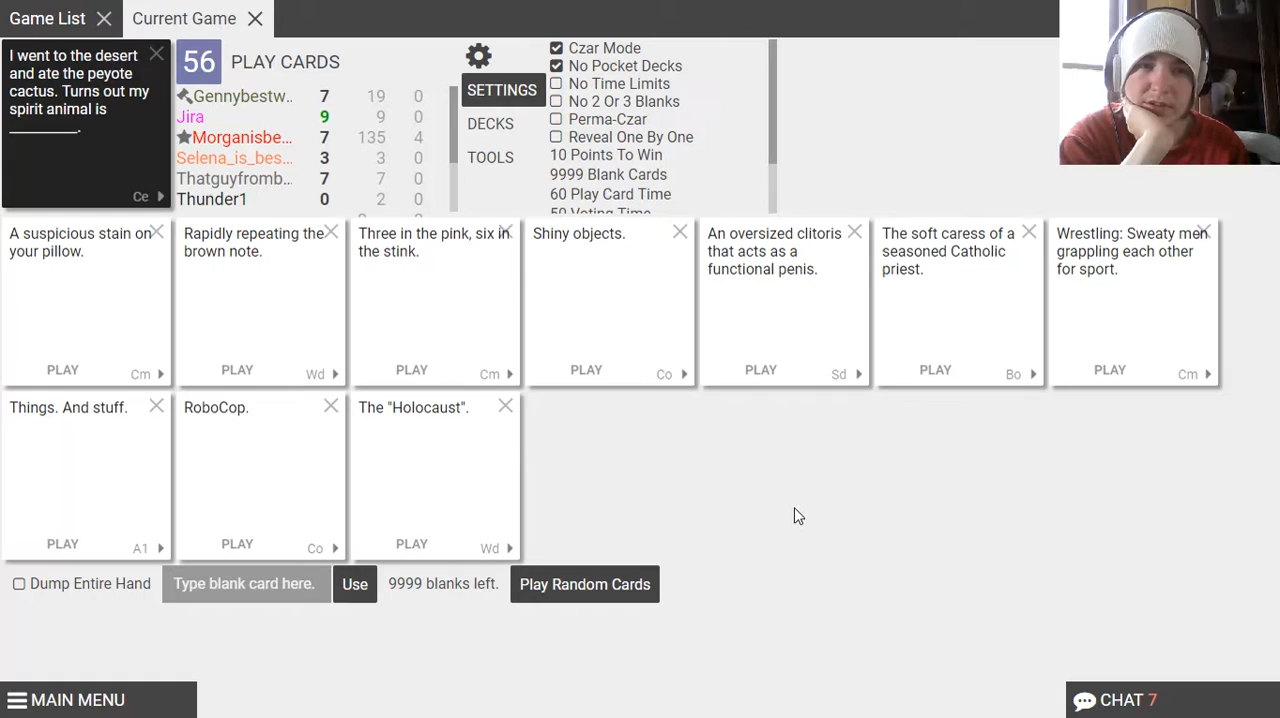 Game List
Current Game
I went to the desert
and ate the peyote
cactus. Turns out my
spirit animal is
__________.
Ce
56 PLAY CARDS
Gennybestw.. 7 19 0
Jira 9 9 0
Morganisbe... 7 135 4
Selena_is_bes... 3 3 0
Thatguyfromb... 7 7 0
Thunder1 0 2 0
SETTINGS
DECKS
TOOLS
Czar Mode
No Pocket Decks
No Time Limits
No 2 Or 3 Blanks
Perma-Czar
Reveal One By One
10 Points To Win
9999 Blank Cards
60 Play Card Time
50 Voting Time
A suspicious stain on
your pillow.
PLAY Cm
Rapidly repeating the
brown note.
PLAY Wd
Three in the pink, six in
the stink.
PLAY Cm
Shiny objects.
PLAY Co
An oversized clitoris
that acts as a
functional penis.
PLAY Sd
The soft caress of a
seasoned Catholic
priest.
PLAY Bo
Wrestling: Sweaty men
grappling each other
for sport.
PLAY Cm
Things. And stuff.
PLAY A1
RoboCop.
PLAY Co
The "Holocaust".
PLAY Wd
Dump Entire Hand
Type blank card here.
Use
9999 blanks left.
Play Random Cards
MAIN MENU
CHAT 7